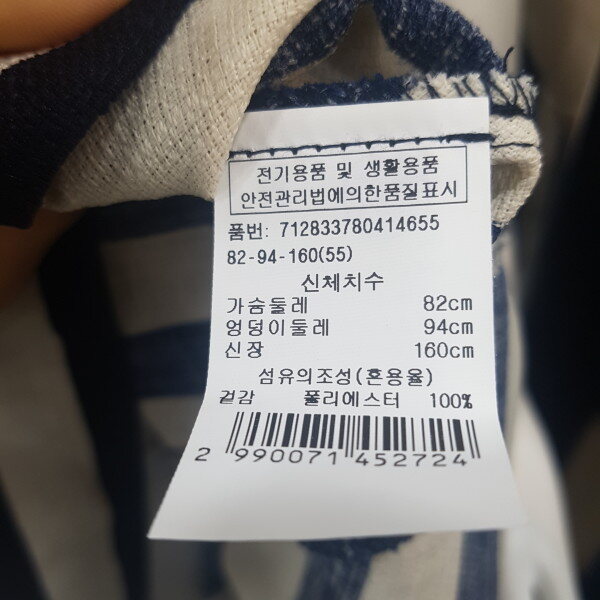 전기용품 및 생활용품
안전관리법에의한품질표시
품번: 712833780414655
82-94-160(55)
신체치수
가슴둘레 82cm
엉덩이둘레 94cm
신장 160cm
섬유의조성(혼용율)
겉감 폴리에스터 100%
2 990071 452724